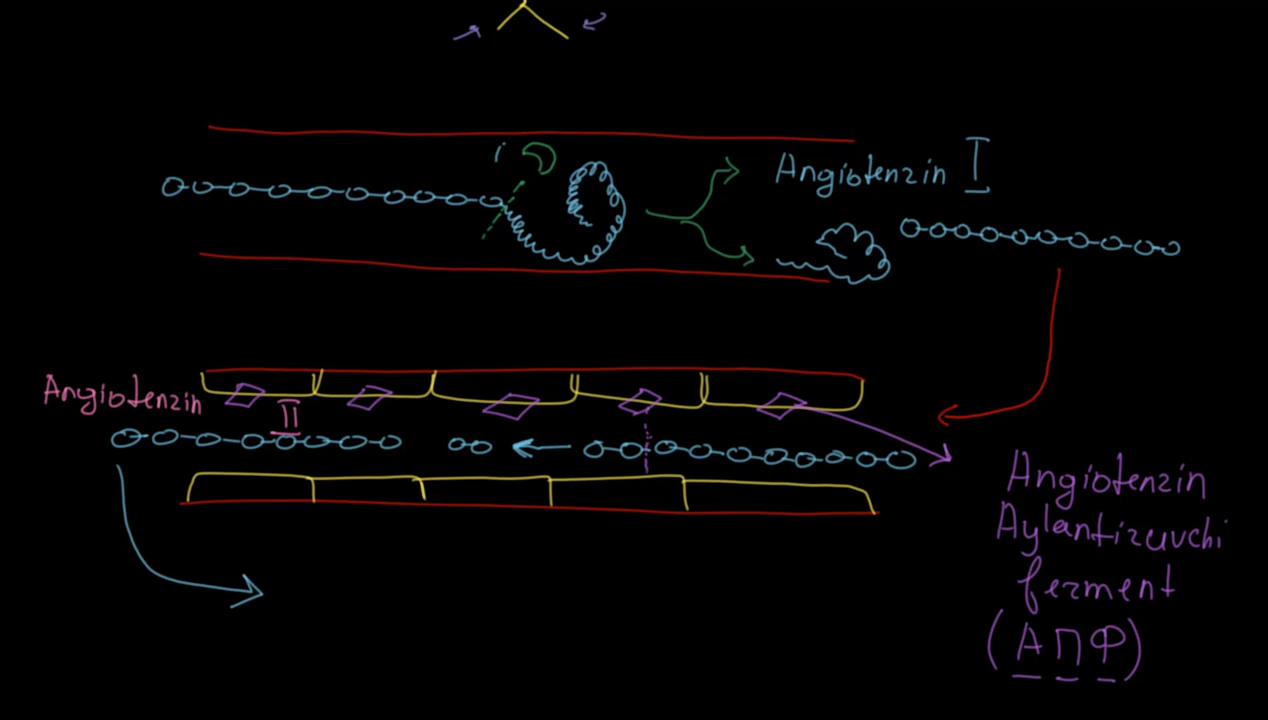 Angiotenzin I
Angiotenzin
II
Angiotenzin
Aylantiruvchi
ferment
(АПФ)